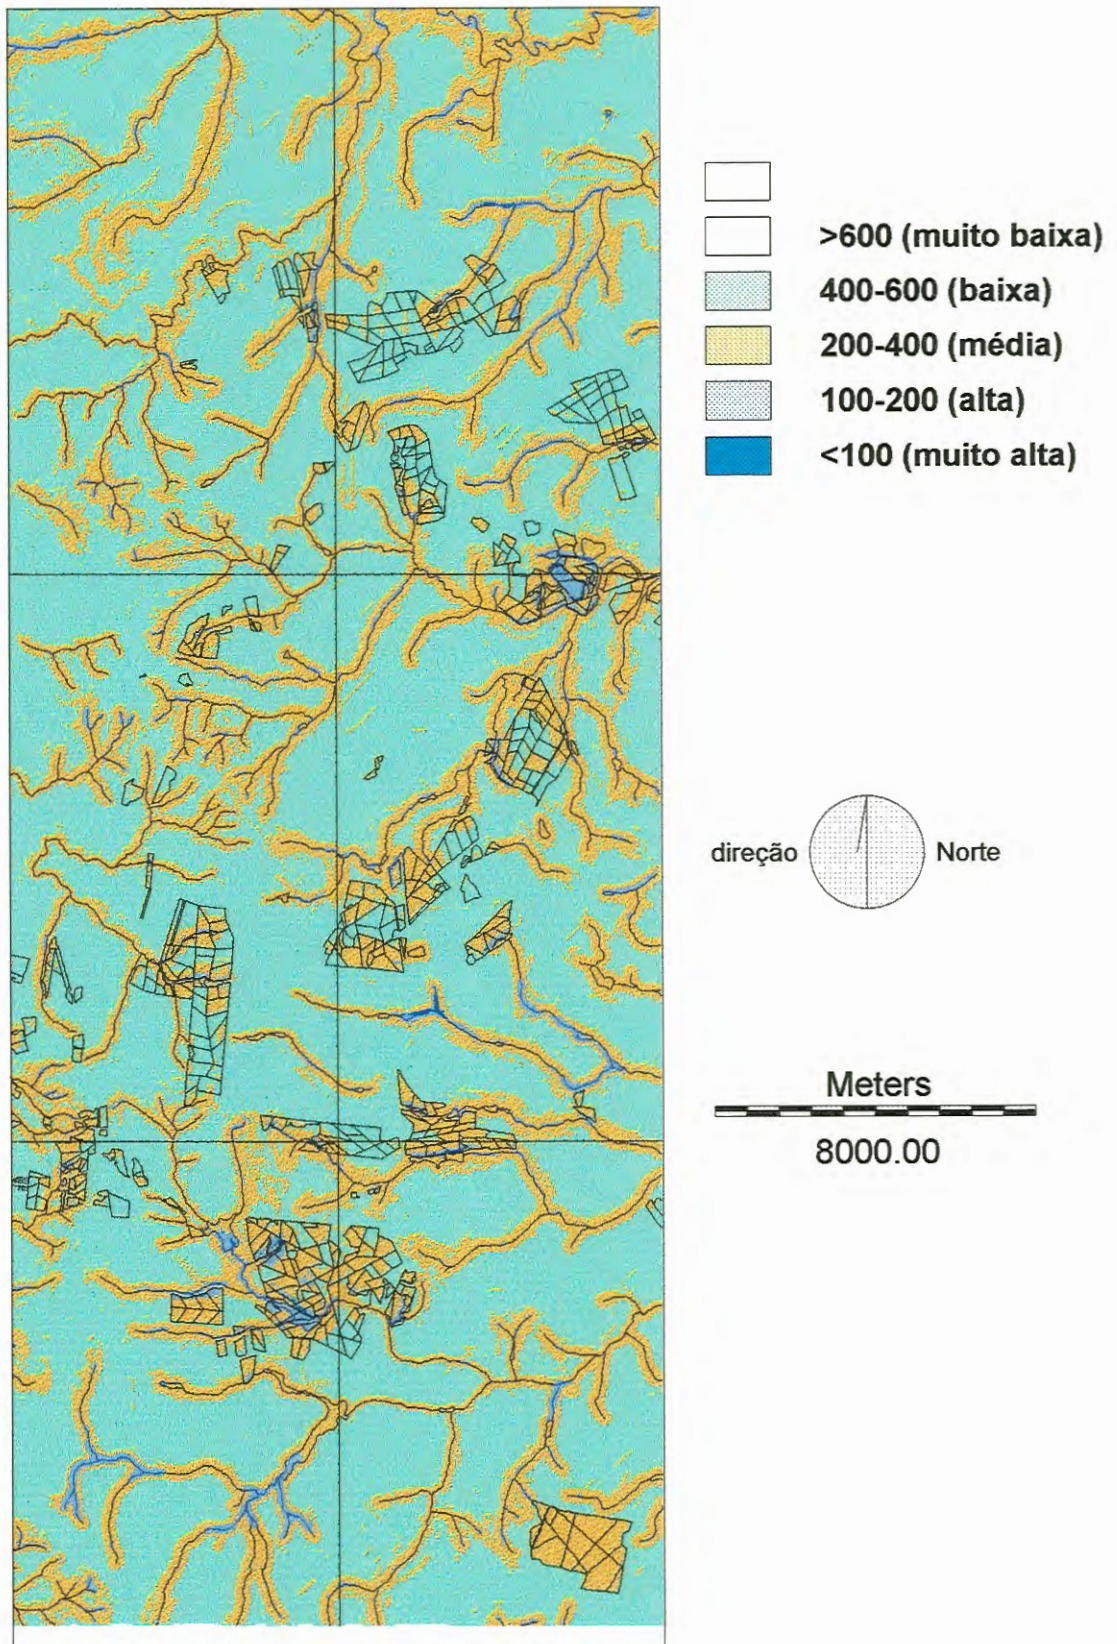 >600 (muito baixa)
400-600 (baixa)
200-400 (média)
100-200 (alta)
<100 (muito alta)
direção Norte
Meters
8000.00